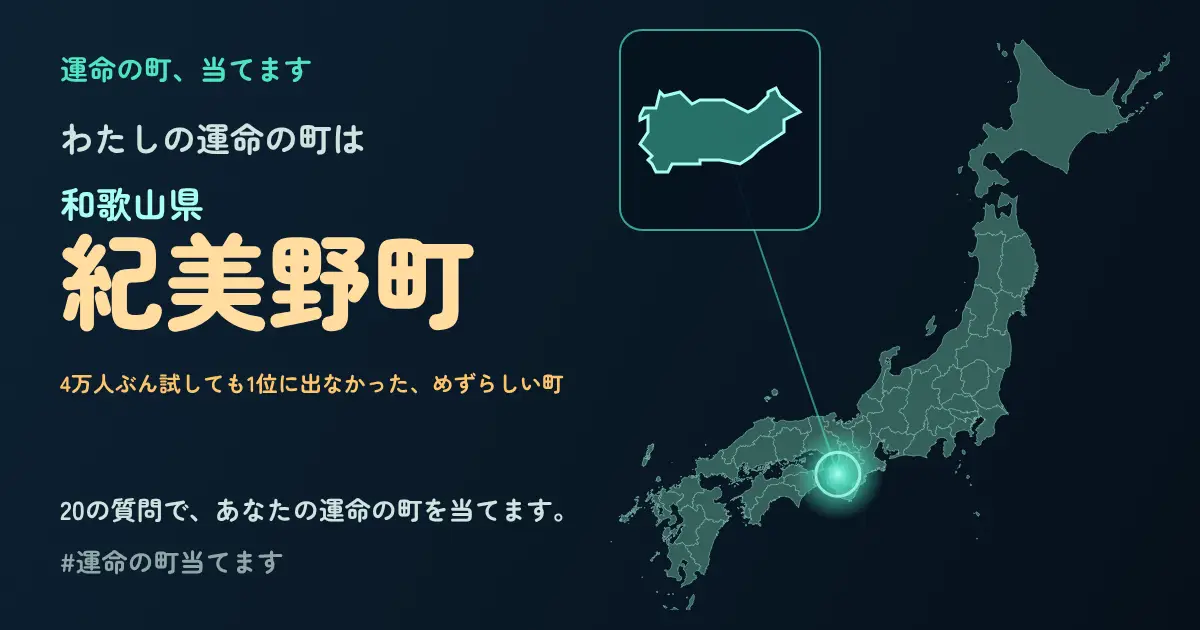 運命の町、当てます
わたしの運命の町は
和歌山県
紀美野町
4万人ぶん試しても1位に出なかった、めずらしい町
20の質問で、あなたの運命の町を当てます。
#運命の町当てます